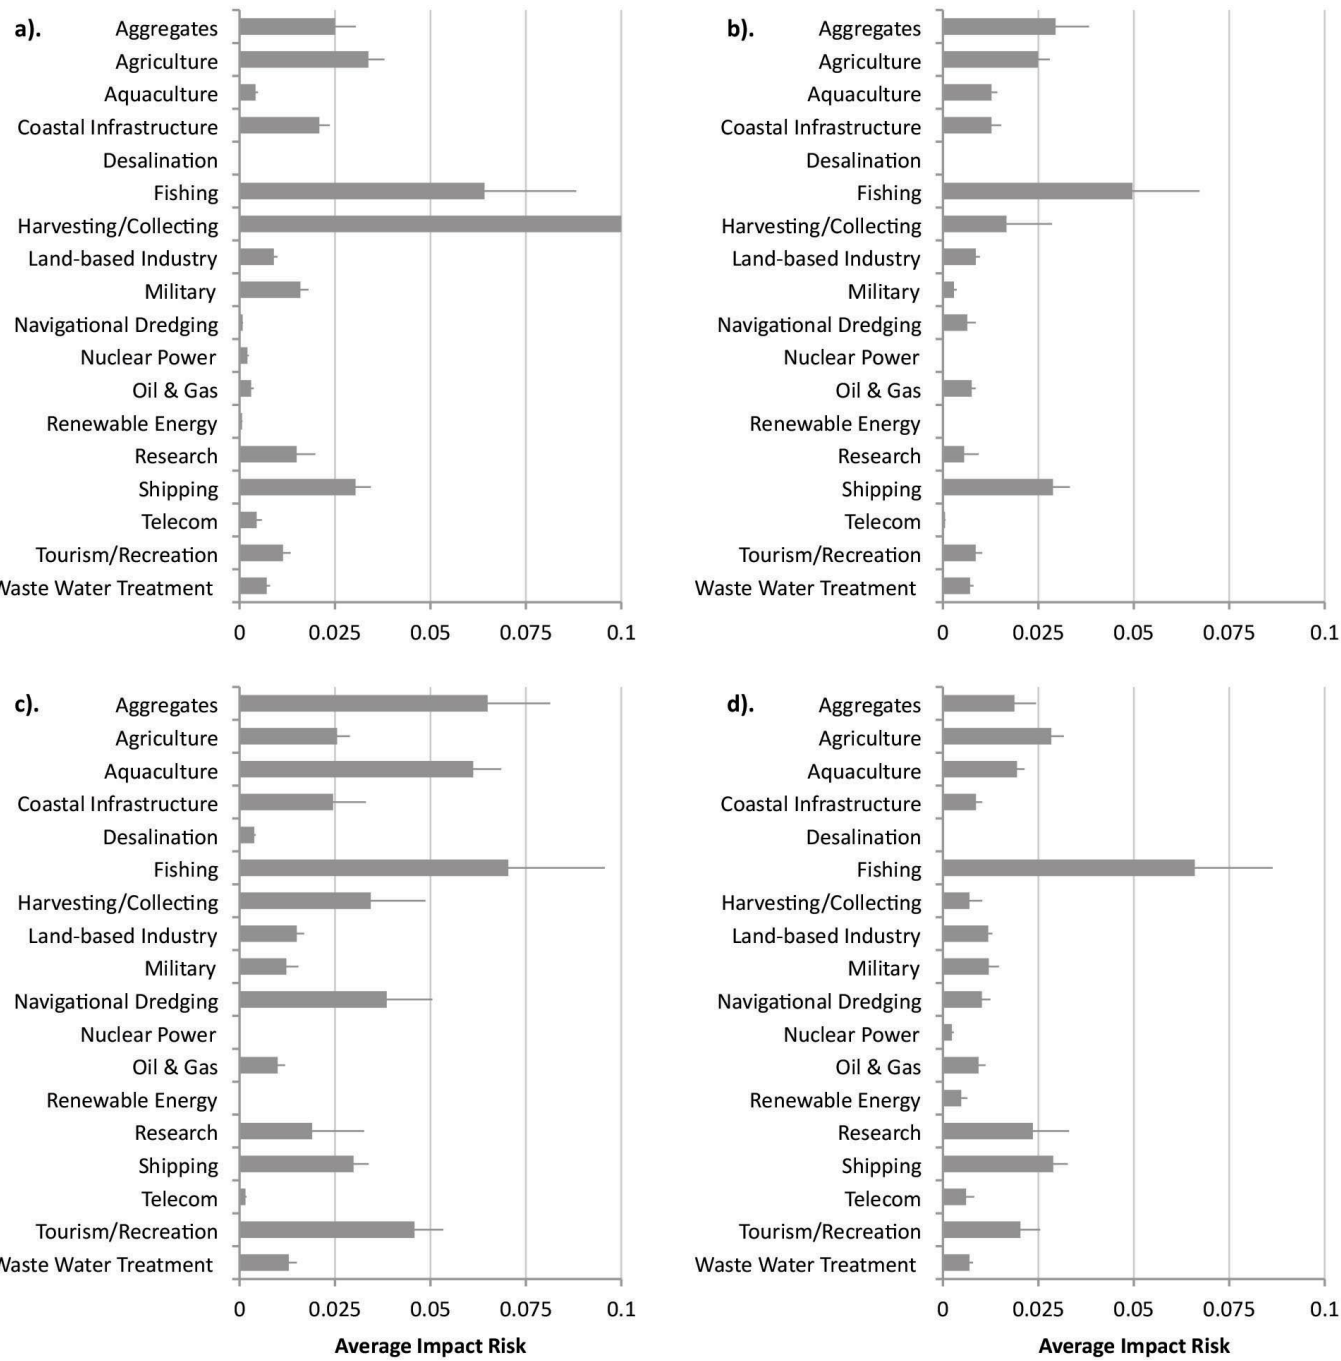 a).
Aggregates
Agriculture
Aquaculture
Coastal Infrastructure
Desalination
Fishing
Harvesting/Collecting
Land-based Industry
Military
Navigational Dredging
Nuclear Power
Oil & Gas
Renewable Energy
Research
Shipping
Telecom
Tourism/Recreation
Waste Water Treatment
0 0.025 0.05 0.075 0.1
b).
Aggregates
Agriculture
Aquaculture
Coastal Infrastructure
Desalination
Fishing
Harvesting/Collecting
Land-based Industry
Military
Navigational Dredging
Nuclear Power
Oil & Gas
Renewable Energy
Research
Shipping
Telecom
Tourism/Recreation
Waste Water Treatment
0 0.025 0.05 0.075 0.1
c).
Aggregates
Agriculture
Aquaculture
Coastal Infrastructure
Desalination
Fishing
Harvesting/Collecting
Land-based Industry
Military
Navigational Dredging
Nuclear Power
Oil & Gas
Renewable Energy
Research
Shipping
Telecom
Tourism/Recreation
Waste Water Treatment
0 0.025 0.05 0.075 0.1
Average Impact Risk
d).
Aggregates
Agriculture
Aquaculture
Coastal Infrastructure
Desalination
Fishing
Harvesting/Collecting
Land-based Industry
Military
Navigational Dredging
Nuclear Power
Oil & Gas
Renewable Energy
Research
Shipping
Telecom
Tourism/Recreation
Waste Water Treatment
0 0.025 0.05 0.075 0.1
Average Impact Risk